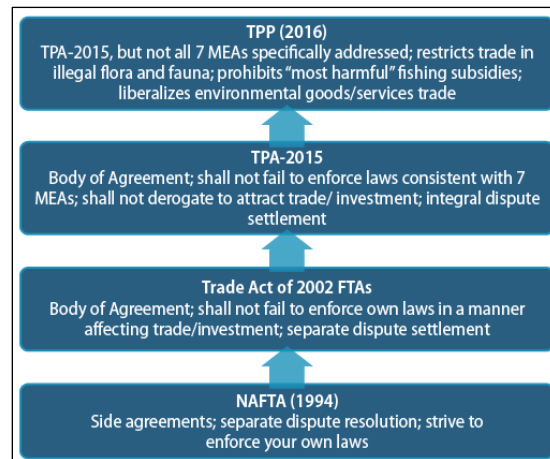 TPP (2016)
TPA-2015, but not all 7 MEAs specifically addressed; restricts trade in
illegal flora and fauna; prohibits “most harmful” fishing subsidies;
liberalizes environmental goods/services trade
TPA-2015
Body of Agreement; shall not fail to enforce laws consistent with 7
MEAs; shall not derogate to attract trade/ investment; integral dispute
settlement
Trade Act of 2002 FTAs
Body of Agreement; shall not fail to enforce own laws in a manner
affecting trade/investment; separate dispute settlement
NAFTA (1994)
Side agreements; separate dispute resolution; strive to
enforce your own laws